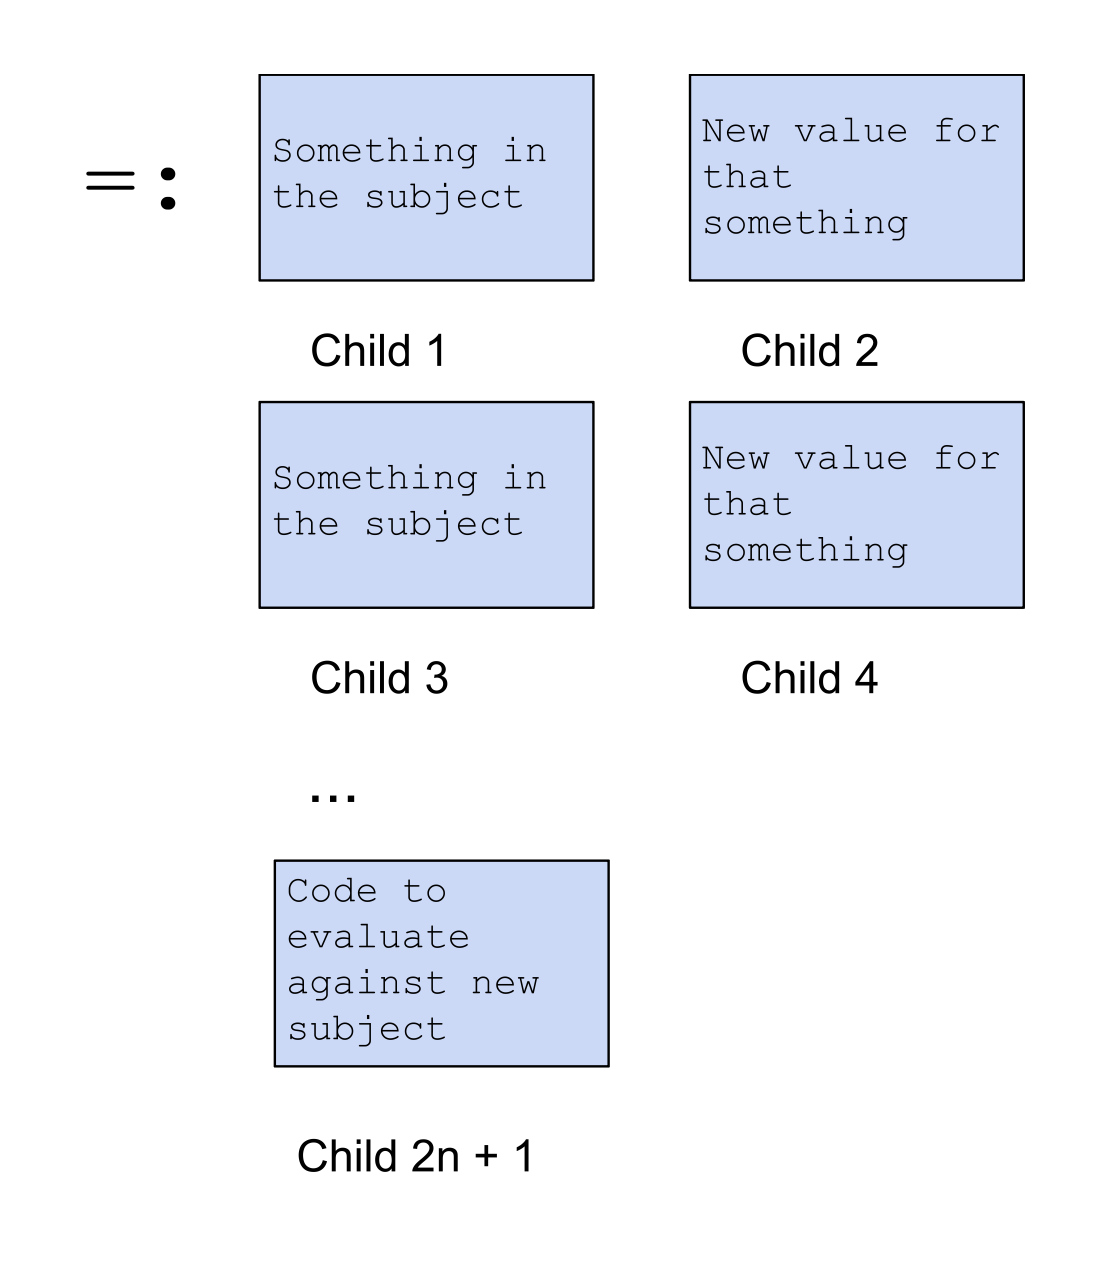 Something in
the subject
New value for
that
something
=:
Child 1
Child 2
Something in
the subject
New value for
that
something
Child 3
Child 4
...
Code to
evaluate
against new
subject
Child 2n + 1